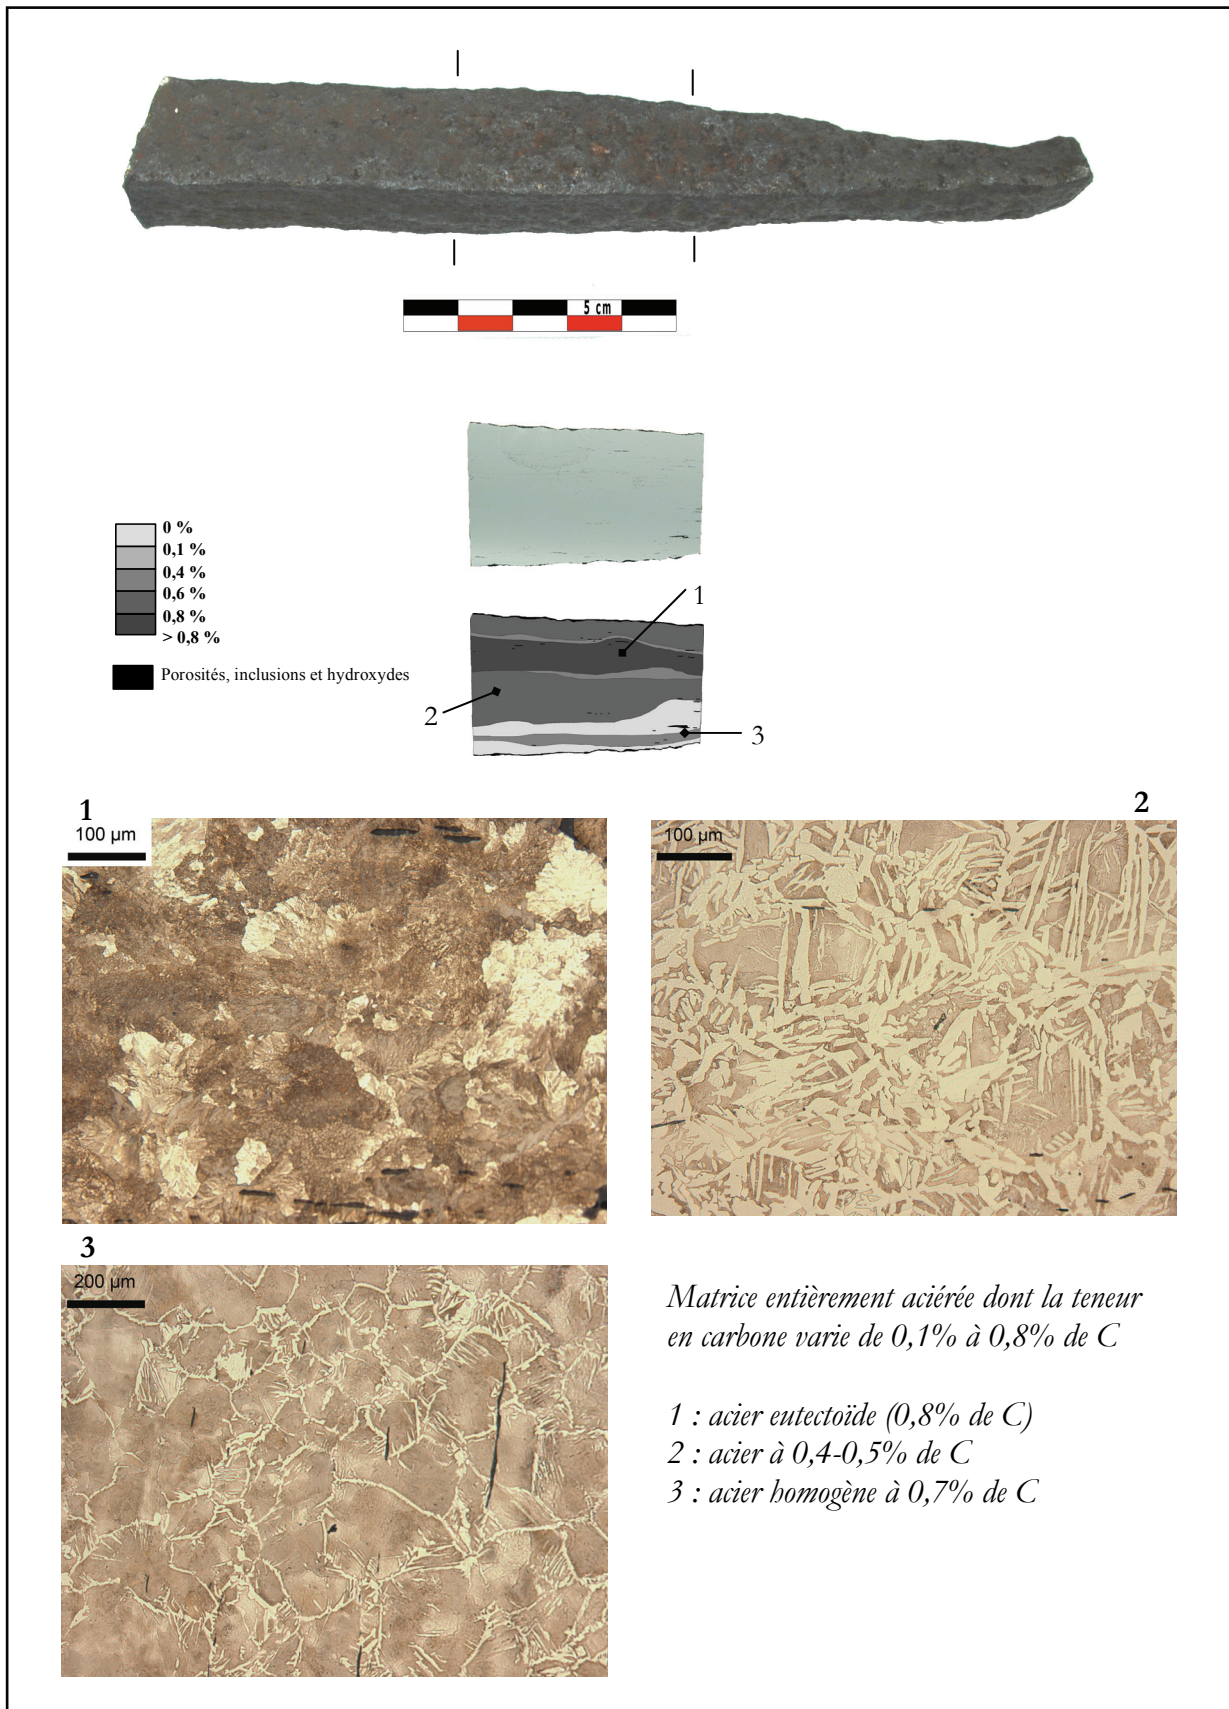 5 cm
0 %
0,1 %
0,4 %
0,6 %
0,8 %
> 0,8 %
Porosités, inclusions et hydroxydes
1
2
3
1
100 µm
2
100 µm
3
200 µm
Matrice entièrement aciérée dont la teneur
en carbone varie de 0,1% à 0,8% de C
1 : acier eutectoïde (0,8% de C)
2 : acier à 0,4-0,5% de C
3 : acier homogène à 0,7% de C